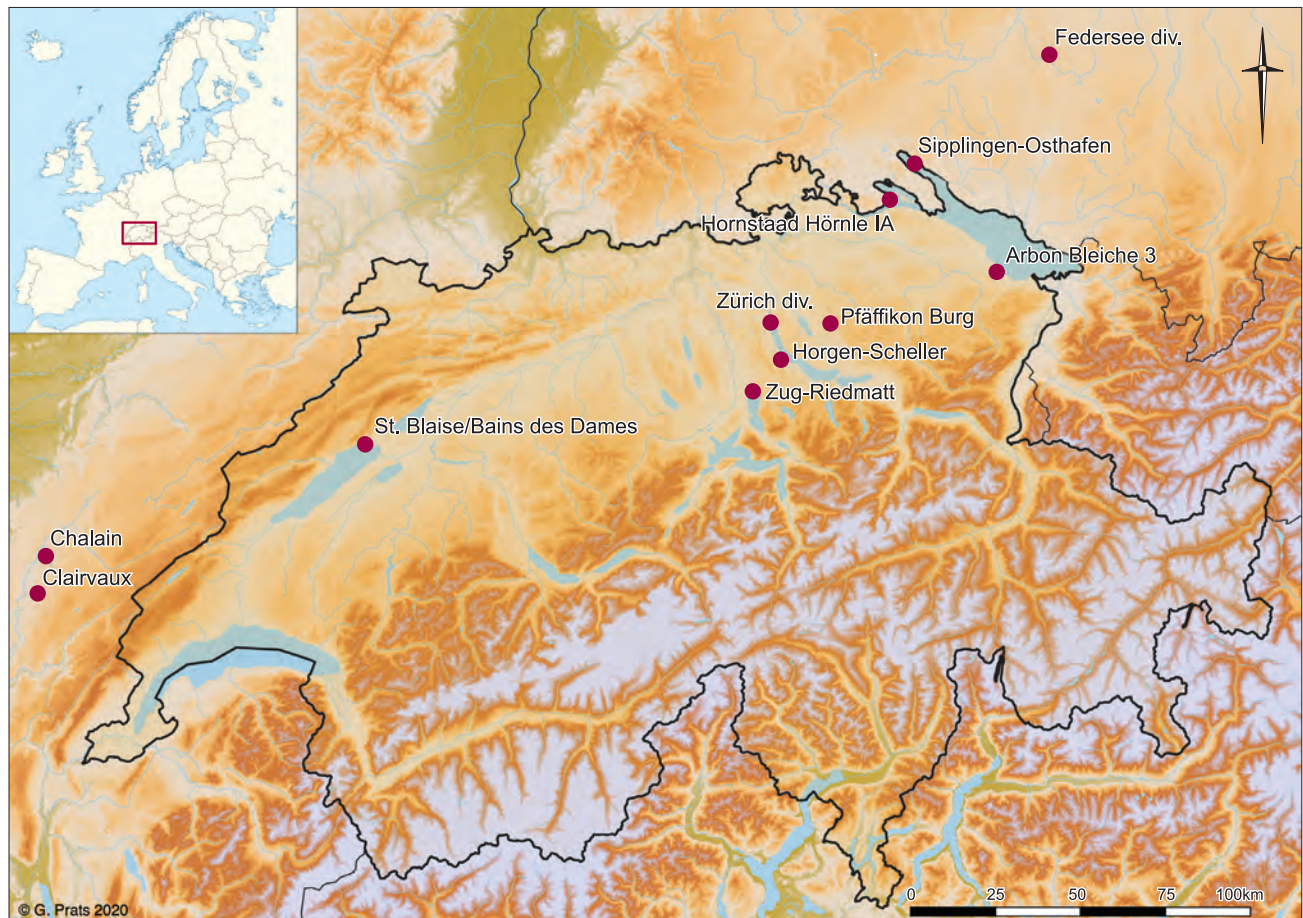 Federsee div.
Sipplingen-Osthafen
Hornstaad Hörnle IA
Arbon Bleiche 3
Zürich div.
Pfäffikon Burg
Horgen-Scheller
Zug-Riedmatt
St. Blaise/Bains des Dames
Chalain
Clairvaux
0 25 50 75 100km
© G. Prats 2020